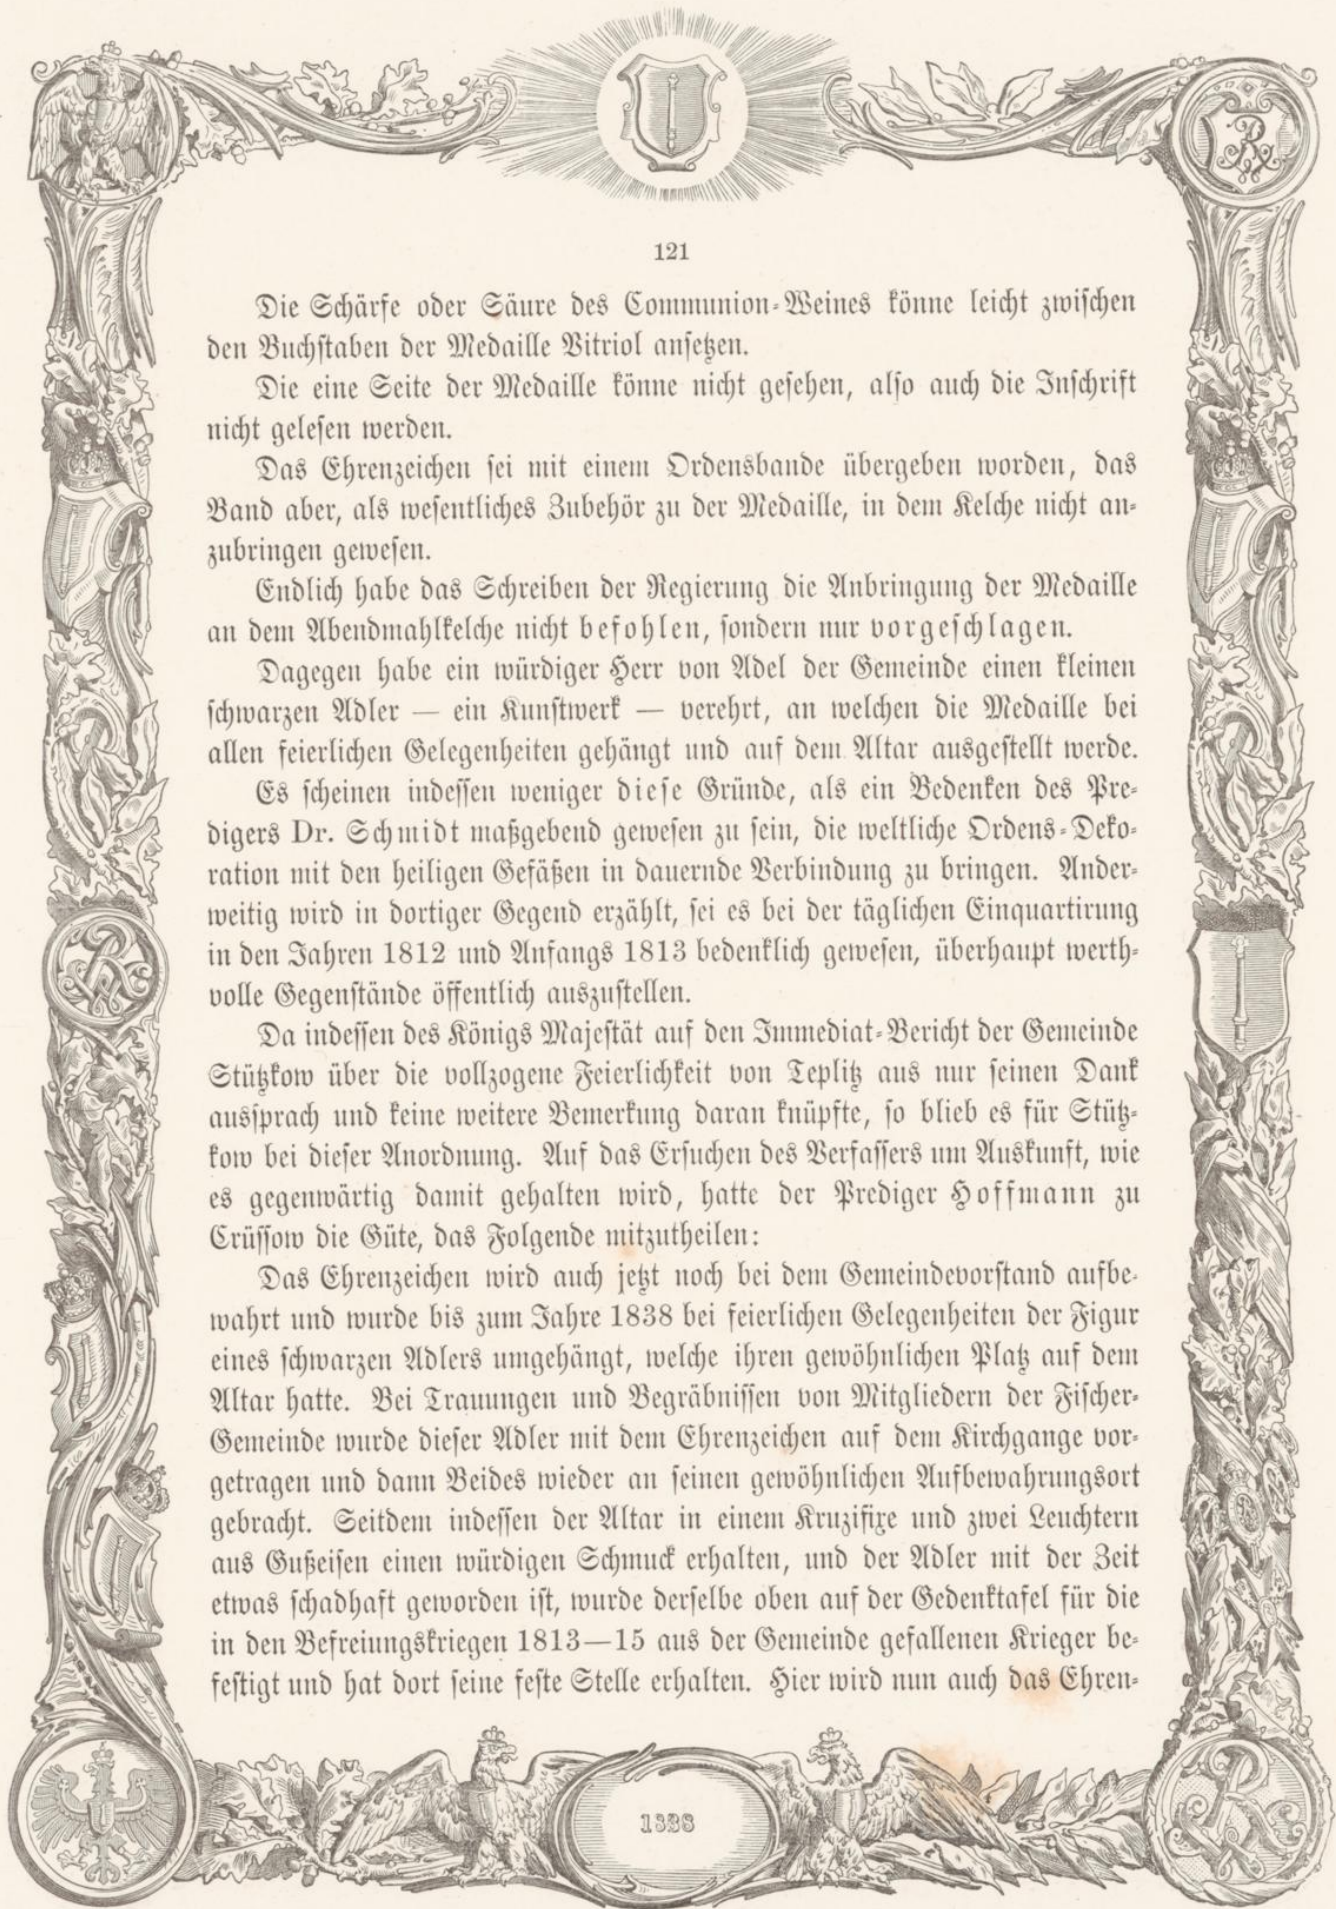 121
Die Schärfe oder Säure des Communion-Weines könne leicht zwischen
den Buchstaben der Medaille Vitriol ansetzen.
Die eine Seite der Medaille könne nicht gesehen, also auch die Inschrift
nicht gelesen werden.
Das Ehrenzeichen sei mit einem Ordensbande übergeben worden, das
Band aber, als wesentliches Zubehör zu der Medaille, in dem Kelche nicht an-
zubringen gewesen.
Endlich habe das Schreiben der Regierung die Anbringung der Medaille
an dem Abendmahlkelche nicht befohlen, sondern nur vorgeschlagen.
Dagegen habe ein würdiger Herr von Adel der Gemeinde einen kleinen
schwarzen Adler — ein Kunstwerk — verehrt, an welchen die Medaille bei
allen feierlichen Gelegenheiten gehängt und auf dem Altar ausgestellt werde.
Es scheinen indessen weniger diese Gründe, als ein Bedenken des Pre-
digers Dr. Schmidt maßgebend gewesen zu sein, die weltliche Ordens-Deko-
ration mit den heiligen Gefäßen in dauernde Verbindung zu bringen. Ander-
weitig wird in dortiger Gegend erzählt, sei es bei der täglichen Einquartirung
in den Jahren 1812 und Anfangs 1813 bedenklich gewesen, überhaupt werth-
volle Gegenstände öffentlich auszustellen.
Da indessen des Königs Majestät auf den Immediat-Bericht der Gemeinde
Stützkow über die vollzogene Feierlichkeit von Teplitz aus nur seinen Dank
aussprach und keine weitere Bemerkung daran knüpfte, so blieb es für Stütz-
kow bei dieser Anordnung. Auf das Ersuchen des Verfassers um Auskunft, wie
es gegenwärtig damit gehalten wird, hatte der Prediger Hoffmann zu
Crüssow die Güte, das Folgende mitzutheilen:
Das Ehrenzeichen wird auch jetzt noch bei dem Gemeindevorstand aufbe-
wahrt und wurde bis zum Jahre 1838 bei feierlichen Gelegenheiten der Figur
eines schwarzen Adlers umgehängt, welche ihren gewöhnlichen Platz auf dem
Altar hatte. Bei Trauungen und Begräbnissen von Mitgliedern der Fischer-
Gemeinde wurde dieser Adler mit dem Ehrenzeichen auf dem Kirchgange vor-
getragen und dann Beides wieder an seinen gewöhnlichen Aufbewahrungsort
gebracht. Seitdem indessen der Altar in einem Kruzifixe und zwei Leuchtern
aus Gußeisen einen würdigen Schmuck erhalten, und der Adler mit der Zeit
etwas schadhaft geworden ist, wurde derselbe oben auf der Gedenktafel für die
in den Befreiungskriegen 1813—15 aus der Gemeinde gefallenen Krieger be-
festigt und hat dort seine feste Stelle erhalten. Hier wird nun auch das Ehren-
1838